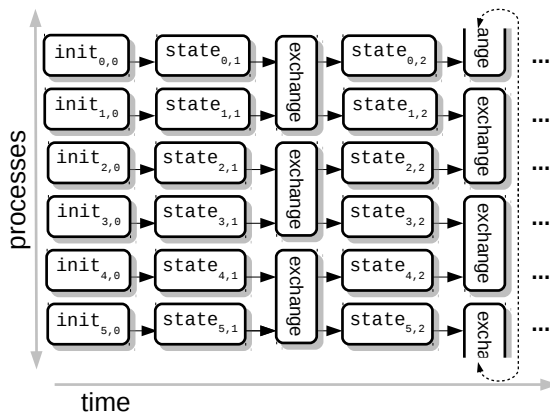 init0,0 state0,1 exchange state0,2 ange ...
init1,0 state1,1 state1,2 exchange ...
init2,0 state2,1 exchange state2,2 ...
init3,0 state3,1 state3,2 exchange ...
init4,0 state4,1 exchange state4,2 ...
init5,0 state5,1 state5,2 excha ...
processes
time